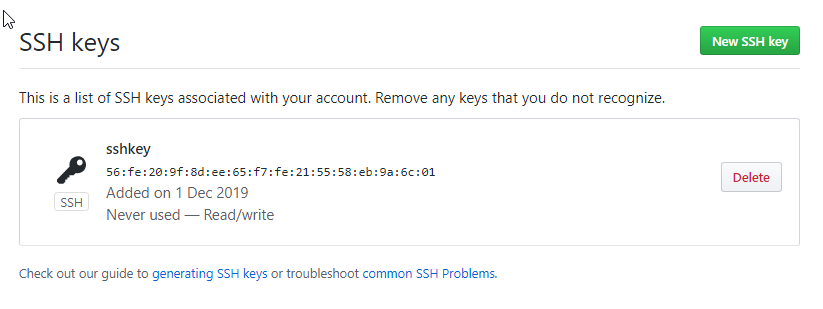 SSH keys
New SSH key
This is a list of SSH keys associated with your account. Remove any keys that you do not recognize.
sshkey
56:fe:20:9f:8d:ee:65:f7:fe:21:55:58:eb:9a:6c:01
SSH
Added on 1 Dec 2019
Never used — Read/write
Delete
Check out our guide to generating SSH keys or troubleshoot common SSH Problems.